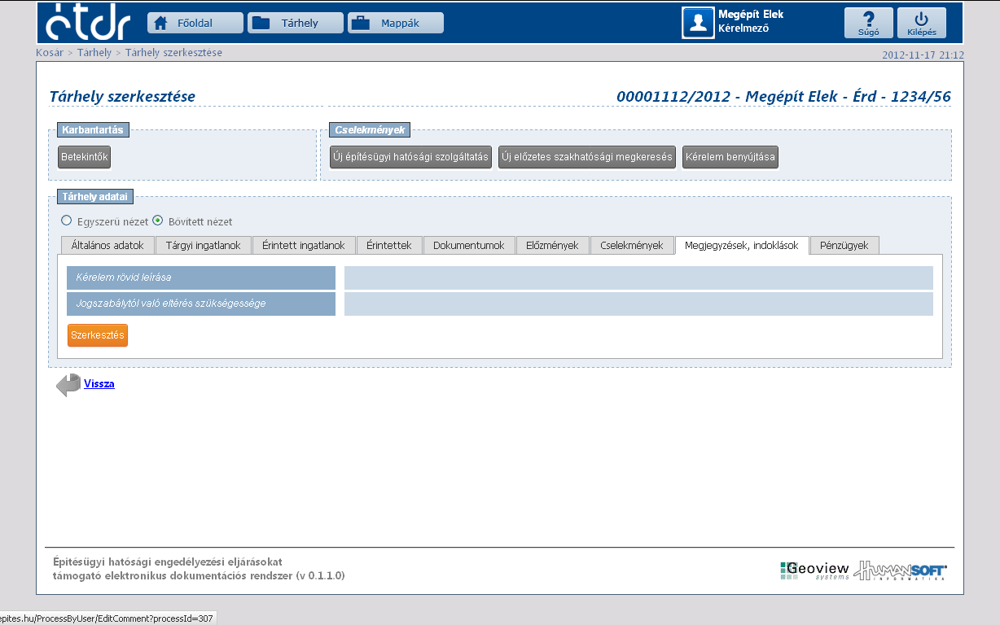 étdr
Főoldal
Tárhely
Mappák
Megépít Elek
Kérelmező
? Súgó
Kilépés
Kosár > Tárhely > Tárhely szerkesztése
2012-11-17 21:12
Tárhely szerkesztése
00001112/2012 - Megépít Elek - Érd - 1234/56
Karbantartás
Betekintők
Cselekmények
Új építésügyi hatósági szolgáltatás
Új előzetes szakhatósági megkeresés
Kérelem benyújtása
Tárhely adatai
Egyszerű nézet
Bővített nézet
Általános adatok
Tárgyi ingatlanok
Érintett ingatlanok
Érintettek
Dokumentumok
Előzmények
Cselekmények
Megjegyzések, indoklások
Pénzügyek
Kérelem rövid leírása
Jogszabálytól való eltérés szükségessége
Szerkesztés
Vissza
Építésügyi hatósági engedélyezési eljárásokat
támogató elektronikus dokumentációs rendszer (v 0.1.1.0)
Geoview
systems
HUMANSOFT
INFORMATIKA
epites.hu/ProcessByUser/EditComment?processId=307